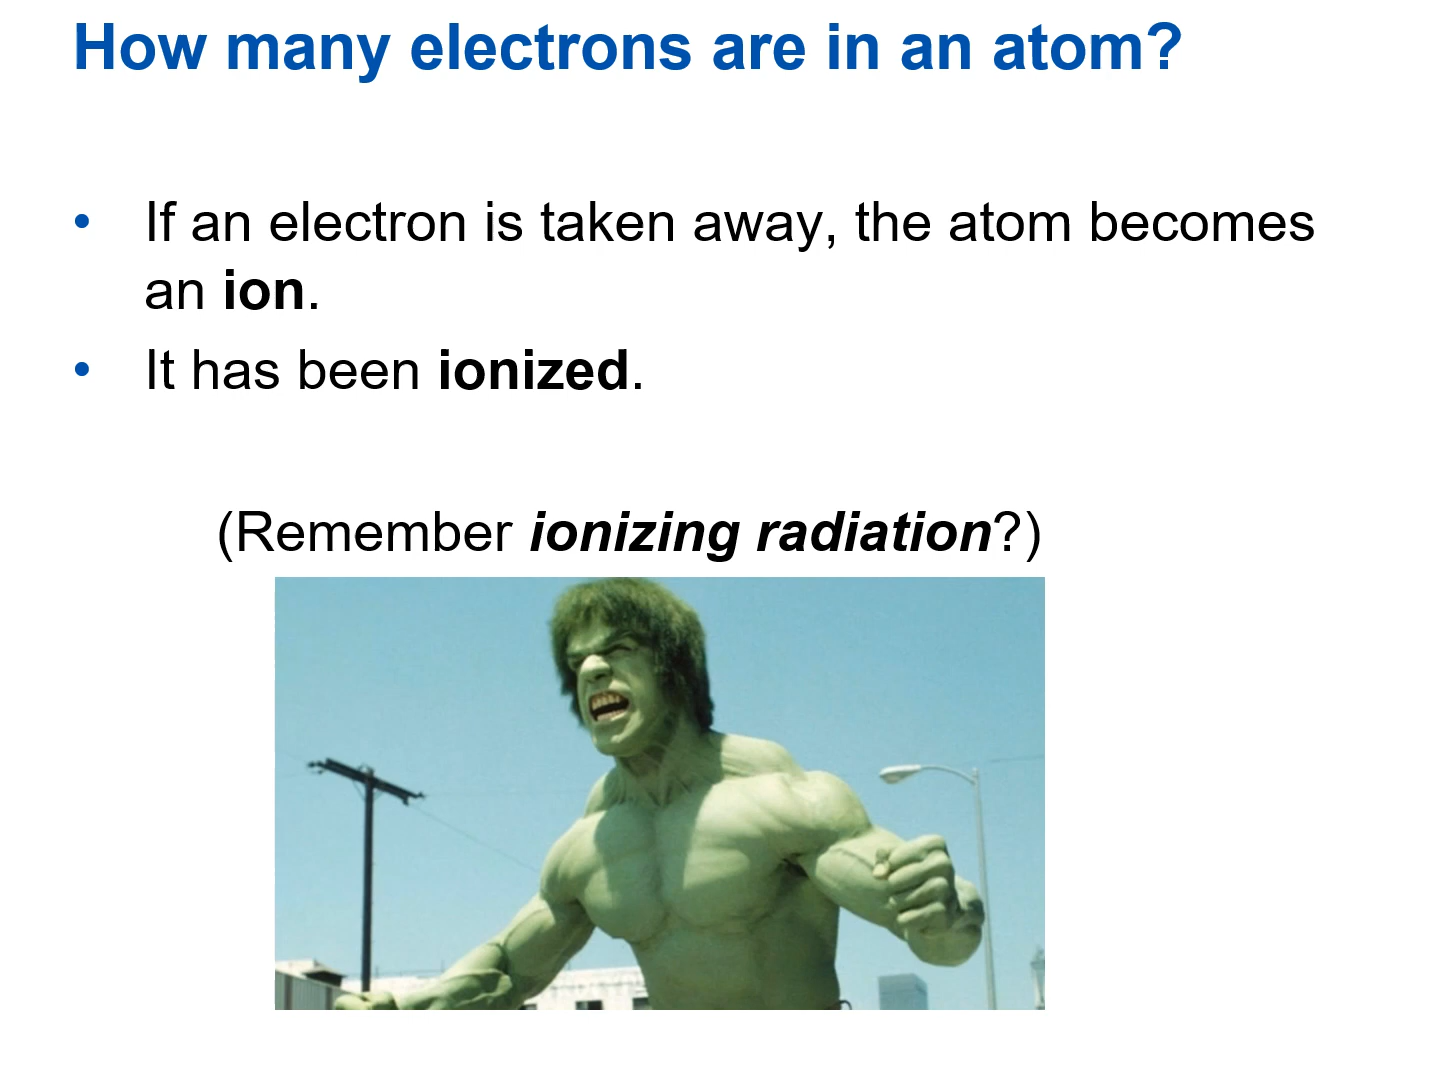 How many electrons are in an atom?
• If an electron is taken away, the atom becomes
an ion.
• It has been ionized.
(Remember ionizing radiation?)